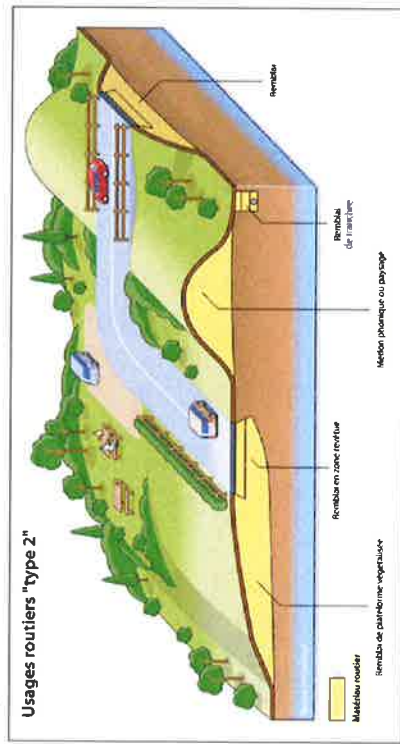 Usages routiers "type 2"
Remblai
Remblai
de tranchée
Merlon phonique ou paysager
Remblai en zone revêtue
Remblai de plateforme végétalisée
Matériau routier